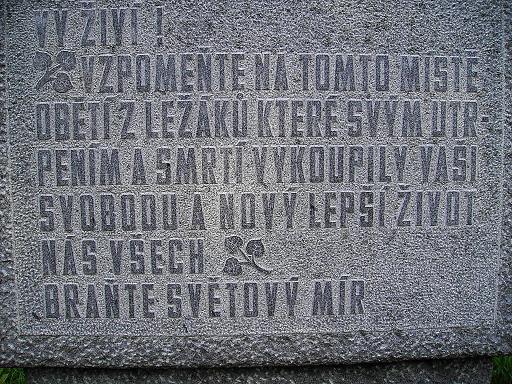 VY ŽIVÍ !
VZPOMEŇTE NA TOMTO MISTĚ
OBĚTÍ Z LEŽÁKŮ KTERÉ SVÝM UTR-
PENÍM A SMRTÍ VYKOUPILY VAŠI
SVOBODU A NOVÝ LEPŠÍ ŽIVOT
NÁS VŠECH
BRAŇTE SVĚTOVÝ MÍR